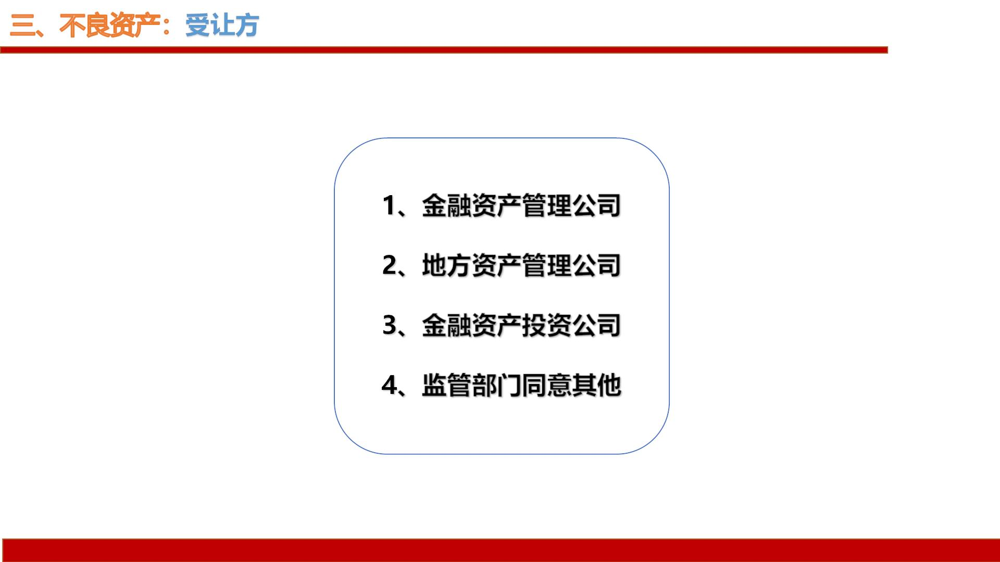 三、不良资产：受让方
1、金融资产管理公司
2、地方资产管理公司
3、金融资产投资公司
4、监管部门同意其他